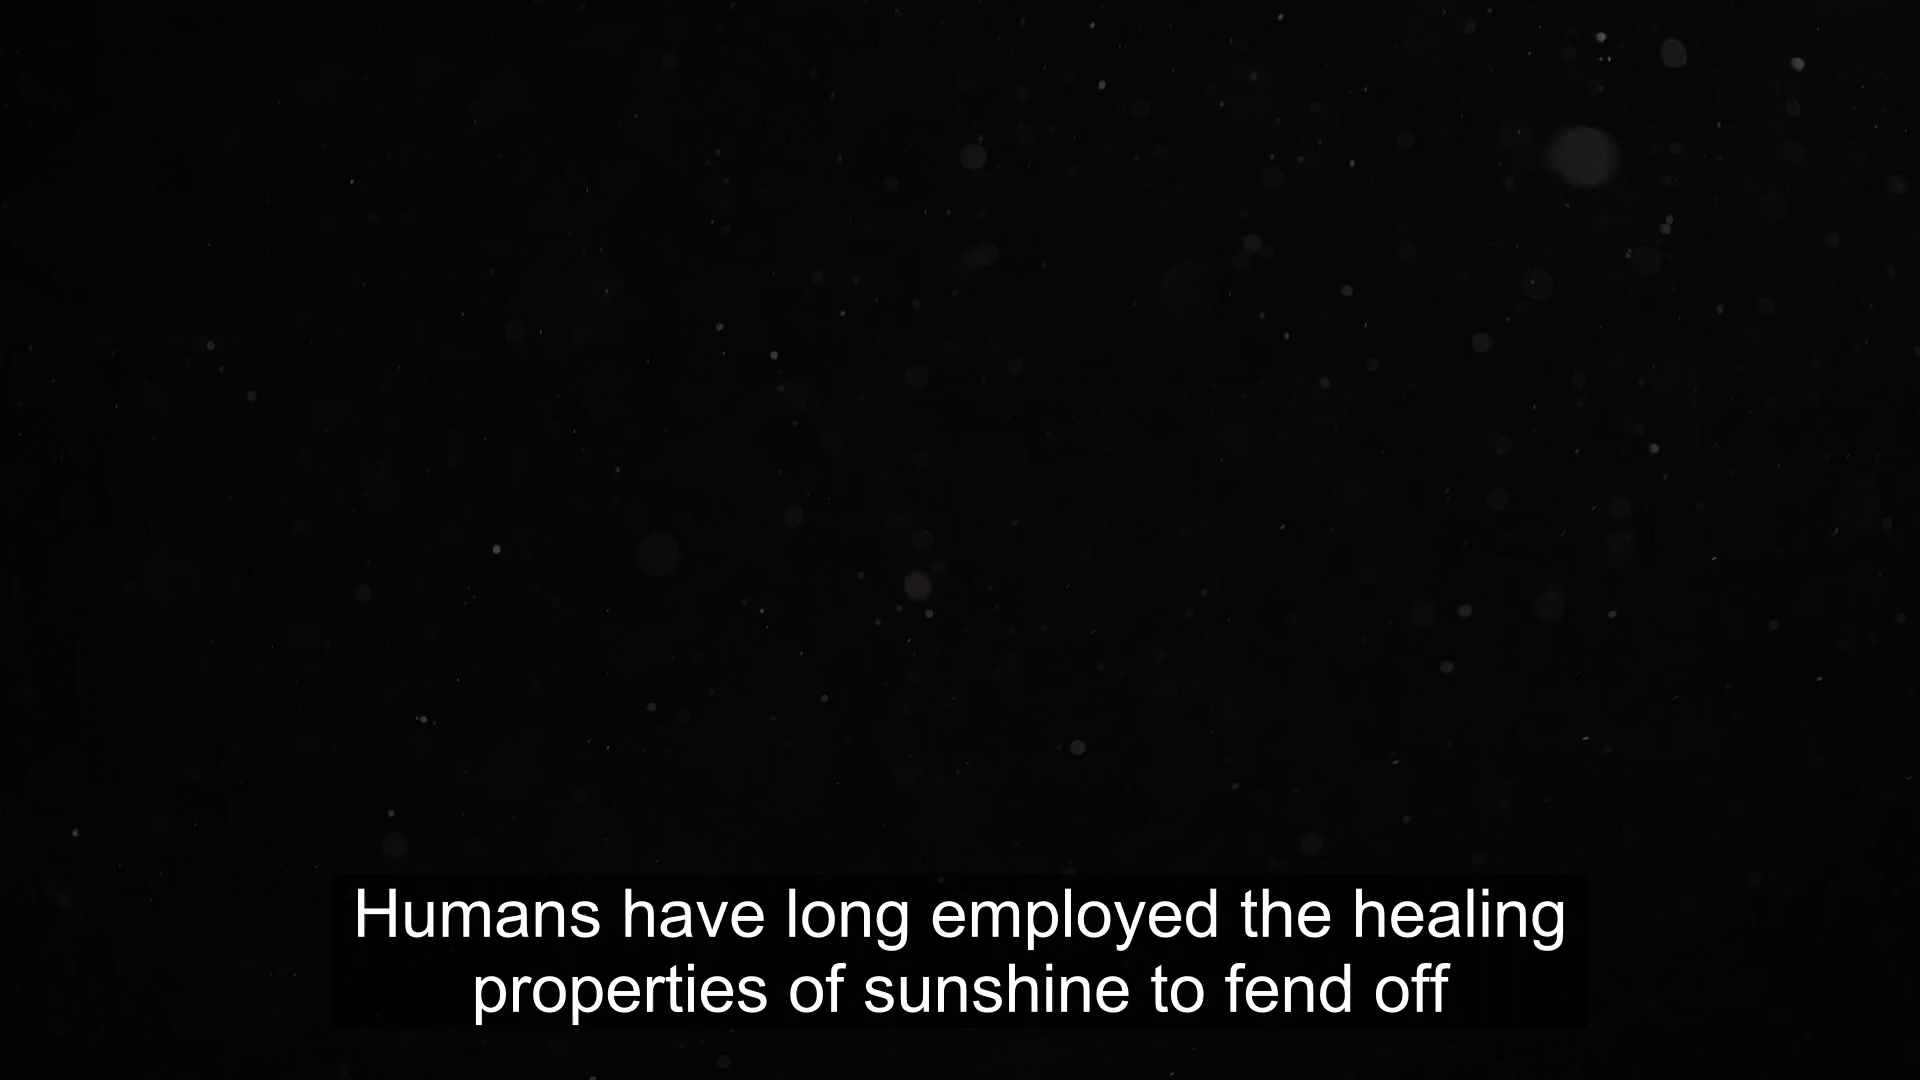 Humans have long employed the healing
properties of sunshine to fend off